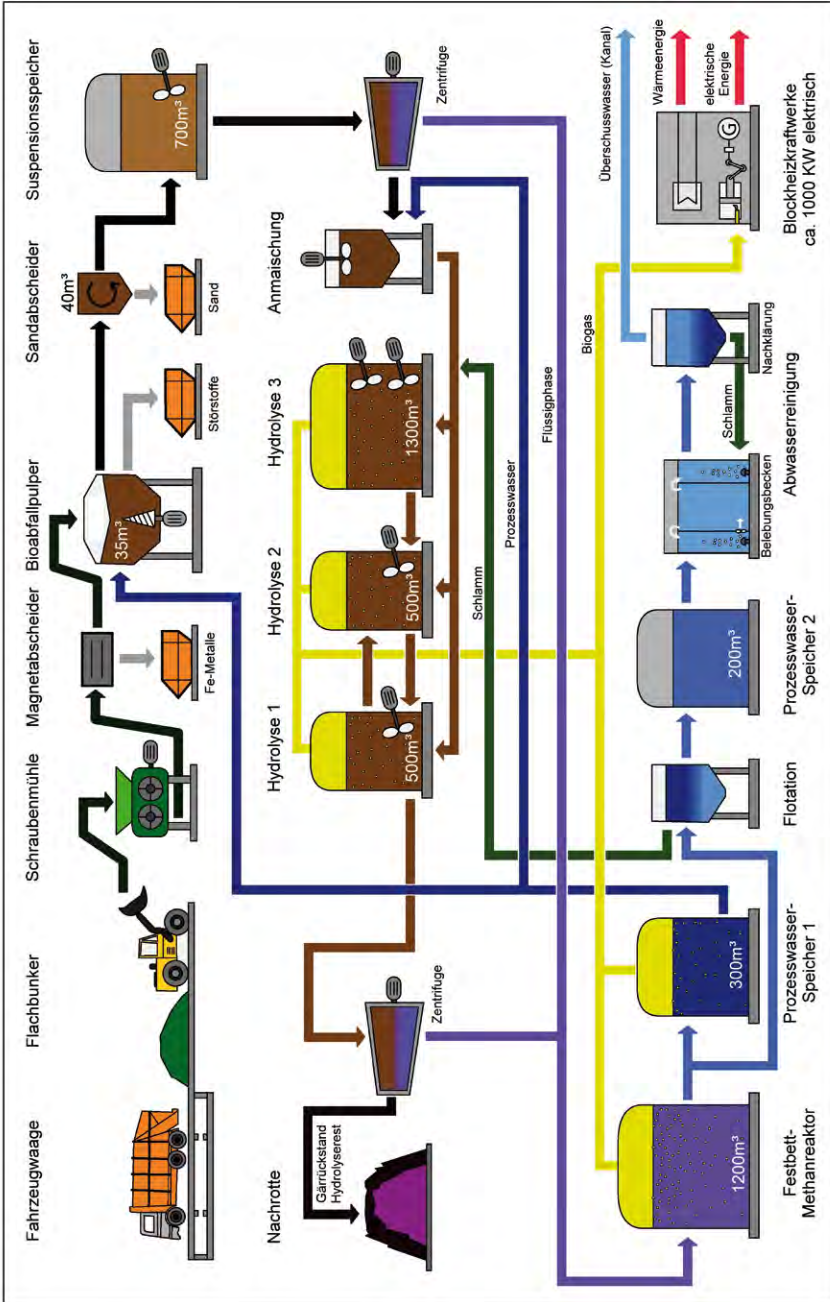 Fahrzeugwaage
Flachbunker
Schraubenmühle
Magnetabscheider
Bioabfallpulper
Sandabscheider
Suspensionsspeicher
40m³
35m³
700m³
Fe-Metalle
Störstoffe
Sand
Nachrotte
Gärrückstand
Hydrolyserest
Zentrifuge
Hydrolyse 1
500m³
Hydrolyse 2
500m³
Hydrolyse 3
1300m³
Anmaischung
Zentrifuge
Schlamm
Prozesswasser
Flüssigphase
Biogas
Überschusswasser (Kanal)
Wärmeenergie
elektrische
Energie
G
1200m³
300m³
200m³
Schlamm
Belebungsbecken
Nachklärung
Festbett-
Methanreaktor
Prozesswasser-
Speicher 1
Flotation
Prozesswasser-
Speicher 2
Abwasserreinigung
Blockheizkraftwerke
ca. 1000 KW elektrisch